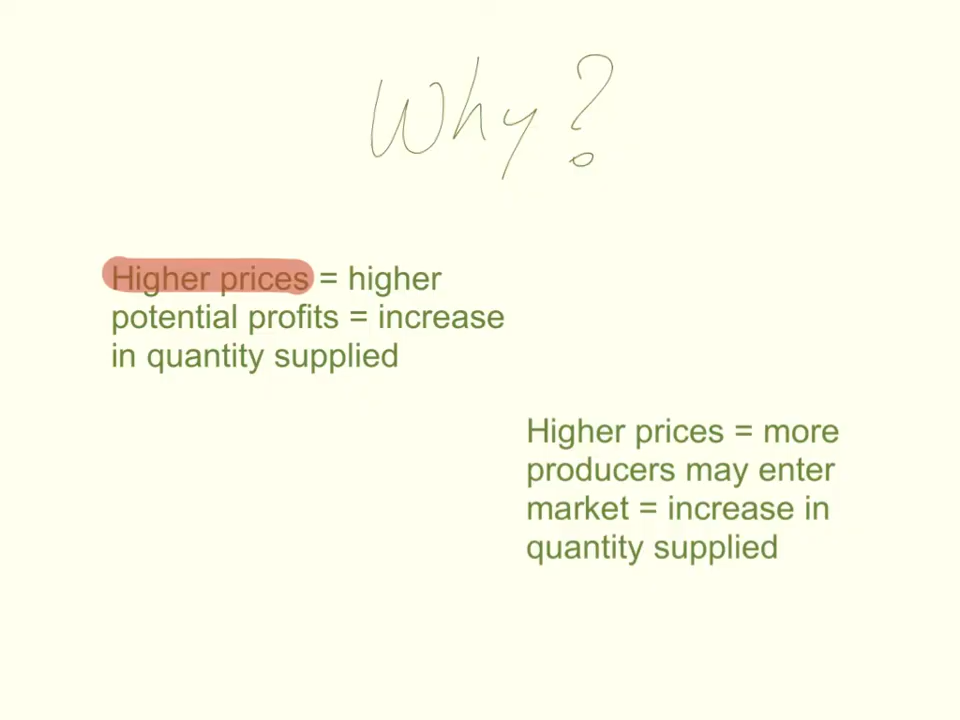 Why?
Higher prices = higher
potential profits = increase
in quantity supplied
Higher prices = more
producers may enter
market = increase in
quantity supplied